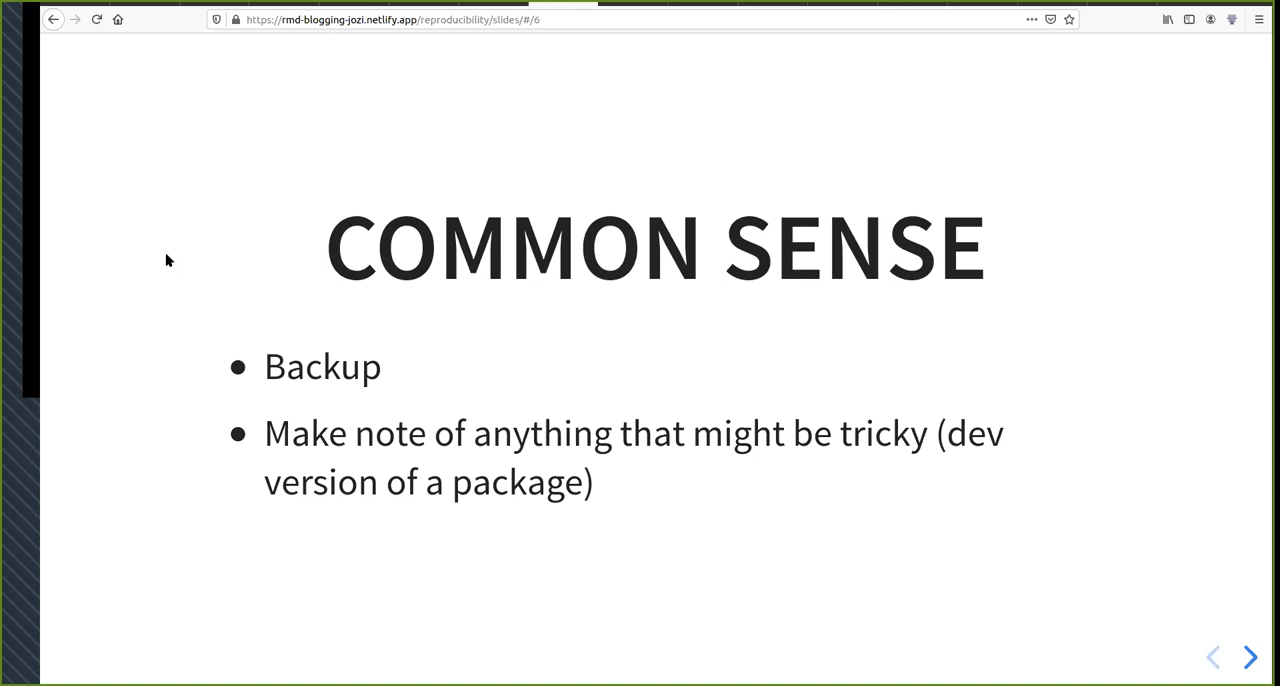 https://rmd-blogging-jozi.netlify.app/reproducibility/slides/#/6
COMMON SENSE
Backup
Make note of anything that might be tricky (dev
version of a package)